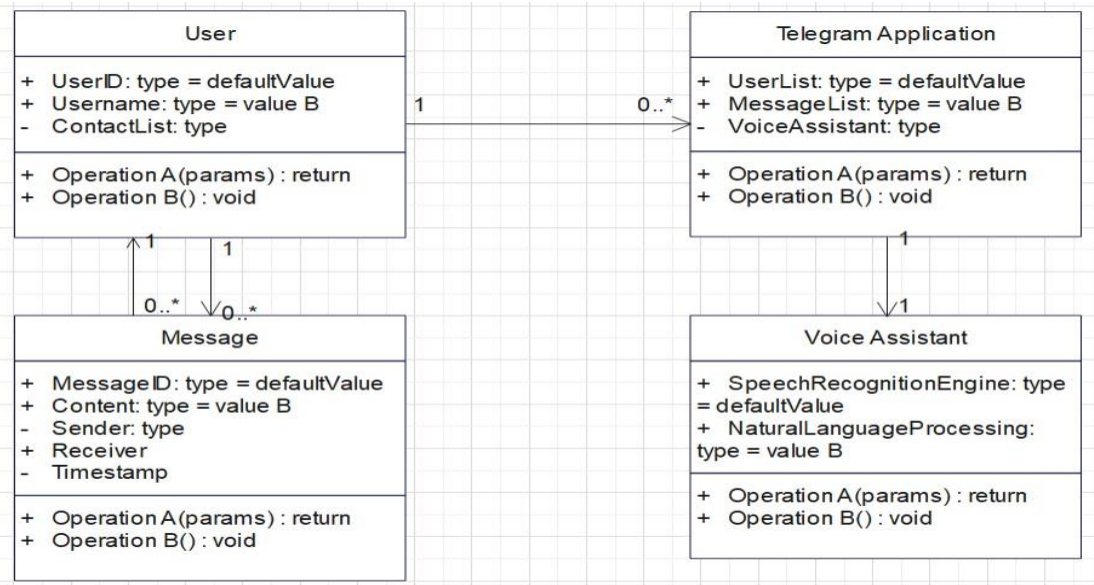 User
+ UserID: type = defaultValue
+ Username: type = value B
- ContactList: type
+ Operation A(params) : return
+ Operation B() : void
1
0..*
Telegram Application
+ UserList: type = defaultValue
+ MessageList: type = value B
- VoiceAssistant: type
+ Operation A(params) : return
+ Operation B() : void
1
1
0..*
0..*
1
1
Message
+ MessageID: type = defaultValue
+ Content: type = value B
- Sender: type
+ Receiver
- Timestamp
+ Operation A(params) : return
+ Operation B() : void
Voice Assistant
+ SpeechRecognitionEngine: type
= defaultValue
+ NaturalLanguageProcessing:
type = value B
+ Operation A(params) : return
+ Operation B() : void